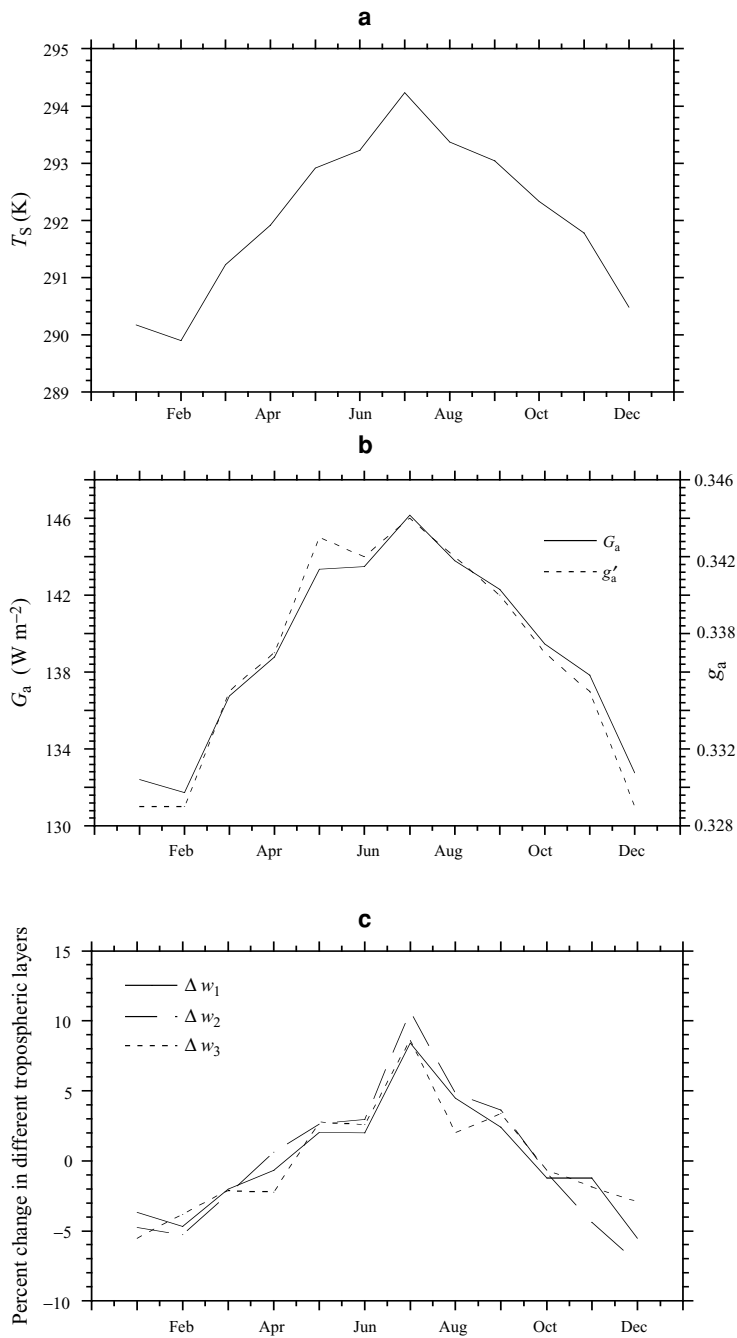 a
295
294
293
292
291
290
289
T_S (K)
Feb Apr Jun Aug Oct Dec
b
146
142
138
134
130
G_a (W m−2)
0.346
0.342
0.338
0.332
0.328
g_a
G_a
g_a′
Feb Apr Jun Aug Oct Dec
c
15
10
5
0
−5
−10
Percent change in different tropospheric layers
Δ w_1
Δ w_2
Δ w_3
Feb Apr Jun Aug Oct Dec